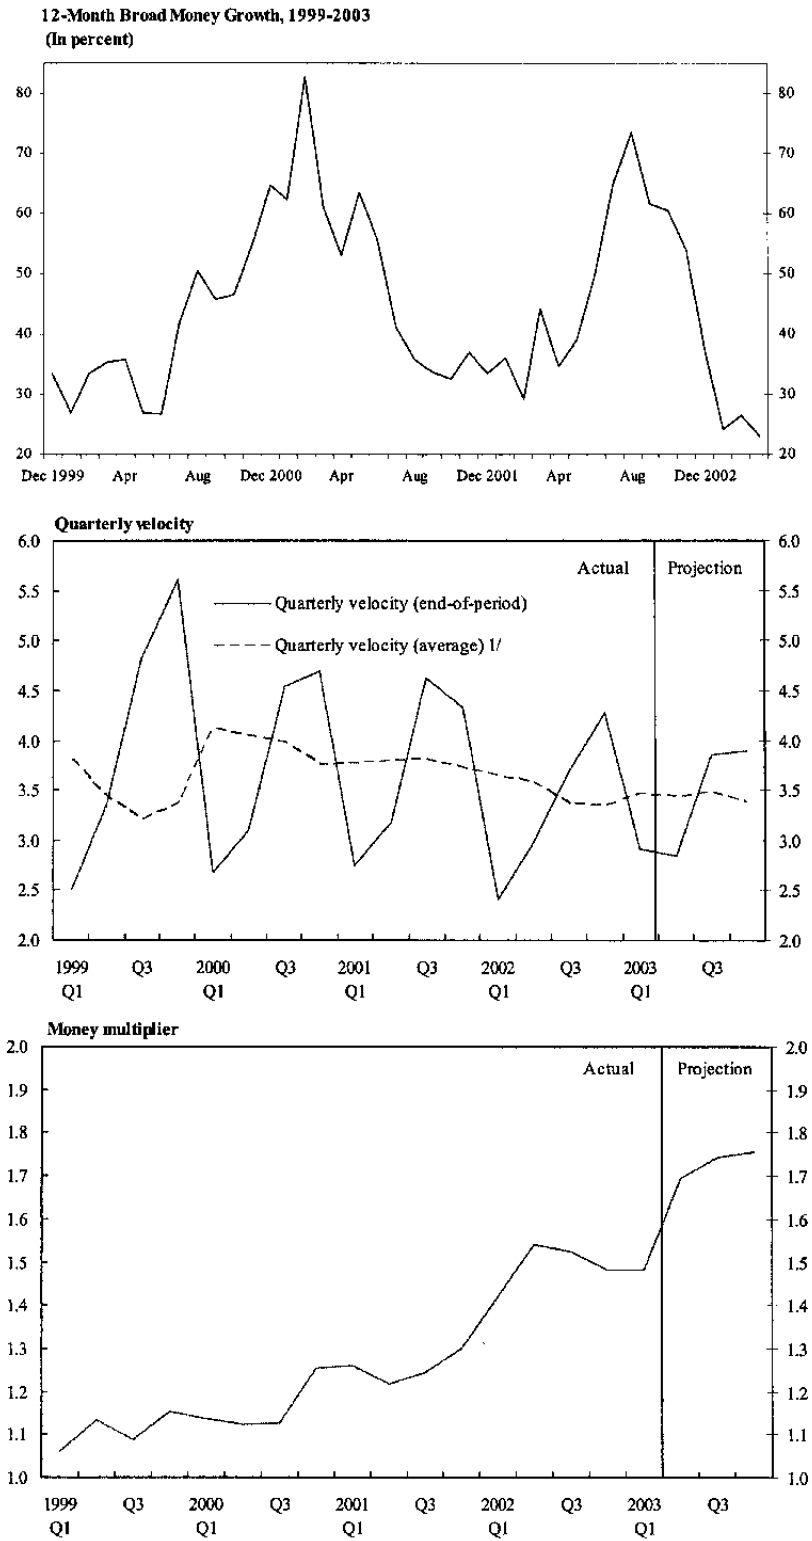 12-Month Broad Money Growth, 1999-2003
(In percent)
80 80
70 70
60 60
50 50
40 40
30 30
20 20
Dec 1999 Apr Aug Dec 2000 Apr Aug Dec 2001 Apr Aug Dec 2002
Quarterly velocity
6.0 6.0
Actual Projection
5.5 5.5
Quarterly velocity (end-of-period)
5.0 5.0
Quarterly velocity (average) 1/
4.5 4.5
4.0 4.0
3.5 3.5
3.0 3.0
2.5 2.5
2.0 2.0
1999 Q3 2000 Q3 2001 Q3 2002 Q3 2003 Q3
Q1 Q1 Q1 Q1 Q1
Money multiplier
2.0 2.0
Actual Projection
1.9 1.9
1.8 1.8
1.7 1.7
1.6 1.6
1.5 1.5
1.4 1.4
1.3 1.3
1.2 1.2
1.1 1.1
1.0 1.0
1999 Q3 2000 Q3 2001 Q3 2002 Q3 2003 Q3
Q1 Q1 Q1 Q1 Q1